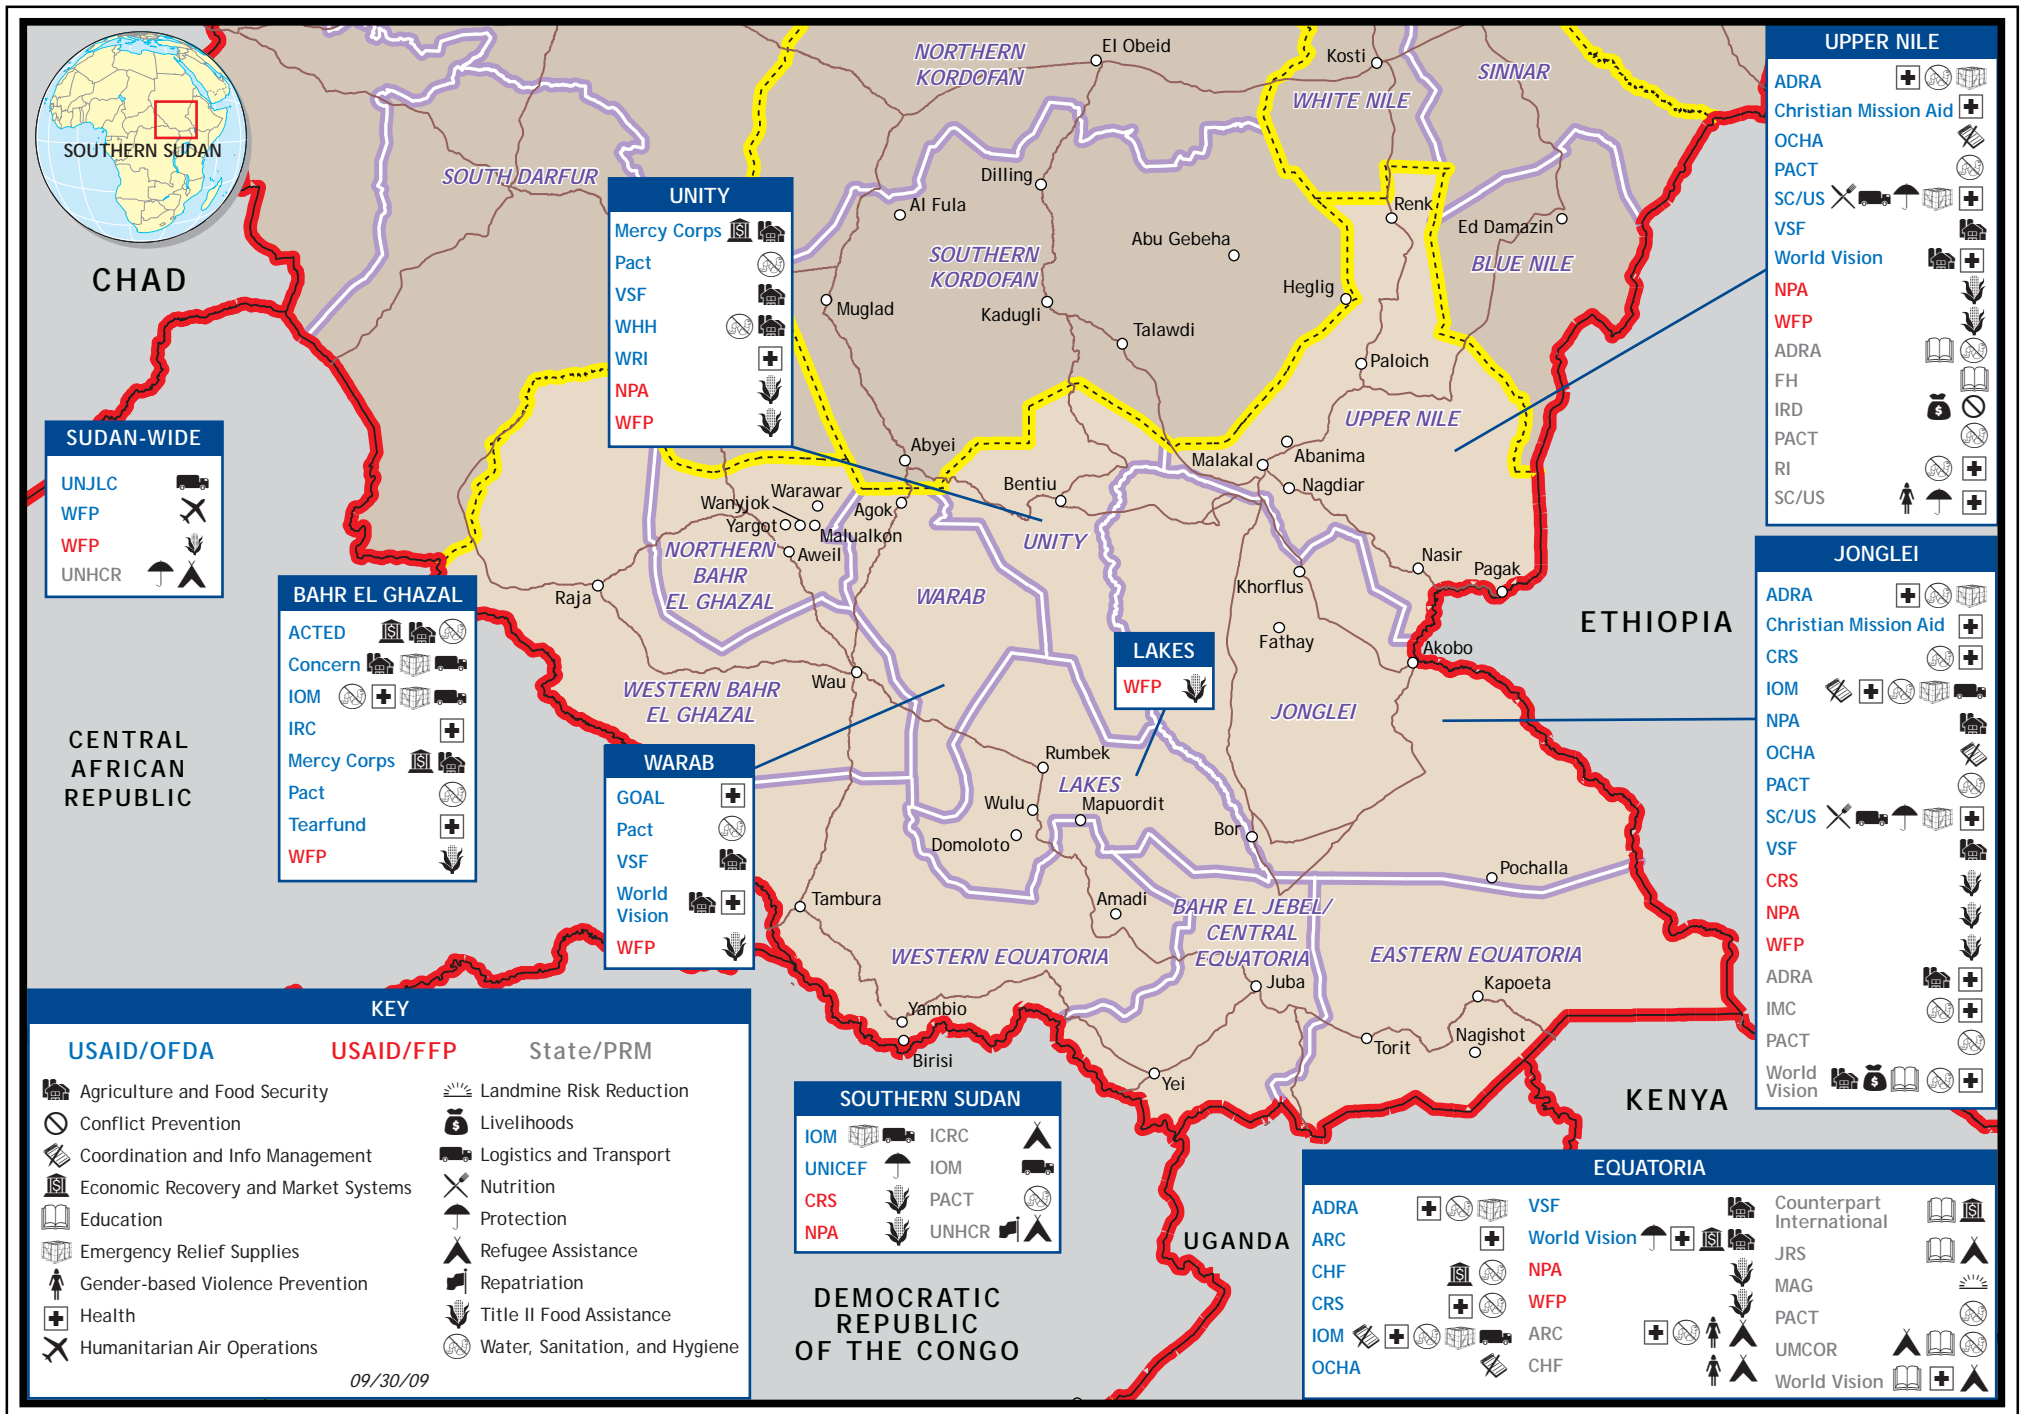 SOUTHERN SUDAN
CHAD
CENTRAL
AFRICAN
REPUBLIC
ETHIOPIA
KENYA
UGANDA
DEMOCRATIC
REPUBLIC
OF THE CONGO
NORTHERN
KORDOFAN
WHITE NILE
SINNAR
SOUTH DARFUR
SOUTHERN
KORDOFAN
BLUE NILE
UPPER NILE
UNITY
NORTHERN
BAHR
EL GHAZAL
WARAB
WESTERN BAHR
EL GHAZAL
LAKES
JONGLEI
WESTERN EQUATORIA
BAHR EL JEBEL/
CENTRAL
EQUATORIA
EASTERN EQUATORIA
El Obeid
Kosti
Dilling
Al Fula
Renk
Ed Damazin
Abu Gebeha
Heglig
Muglad
Kadugli
Talawdi
Paloich
Abyei
Abanima
Malakal
Nagdiar
Bentiu
Warawar
Wanyjok
Agok
Yargot
Malualkon
Aweil
Nasir
Pagak
Khorflus
Raja
Fathay
Akobo
Wau
Rumbek
Wulu
Mapuordit
Domoloto
Bor
Pochalla
Tambura
Amadi
Juba
Kapoeta
Yambio
Birisi
Torit
Nagishot
Yei
UNITY
Mercy Corps
Pact
VSF
WHH
WRI
NPA
WFP
SUDAN-WIDE
UNJLC
WFP
WFP
UNHCR
BAHR EL GHAZAL
ACTED
Concern
IOM
IRC
Mercy Corps
Pact
Tearfund
WFP
WARAB
GOAL
Pact
VSF
World
Vision
WFP
LAKES
WFP
UPPER NILE
ADRA
Christian Mission Aid
OCHA
PACT
SC/US
VSF
World Vision
NPA
WFP
ADRA
FH
IRD
PACT
RI
SC/US
JONGLEI
ADRA
Christian Mission Aid
CRS
IOM
NPA
OCHA
PACT
SC/US
VSF
CRS
NPA
WFP
ADRA
IMC
PACT
World
Vision
SOUTHERN SUDAN
IOM
UNICEF
CRS
NPA
ICRC
IOM
PACT
UNHCR
EQUATORIA
ADRA
ARC
CHF
CRS
IOM
OCHA
VSF
World Vision
NPA
WFP
ARC
CHF
Counterpart
International
JRS
MAG
PACT
UMCOR
World Vision
KEY
USAID/OFDA
USAID/FFP
State/PRM
Agriculture and Food Security
Conflict Prevention
Coordination and Info Management
Economic Recovery and Market Systems
Education
Emergency Relief Supplies
Gender-based Violence Prevention
Health
Humanitarian Air Operations
Landmine Risk Reduction
Livelihoods
Logistics and Transport
Nutrition
Protection
Refugee Assistance
Repatriation
Title II Food Assistance
Water, Sanitation, and Hygiene
09/30/09